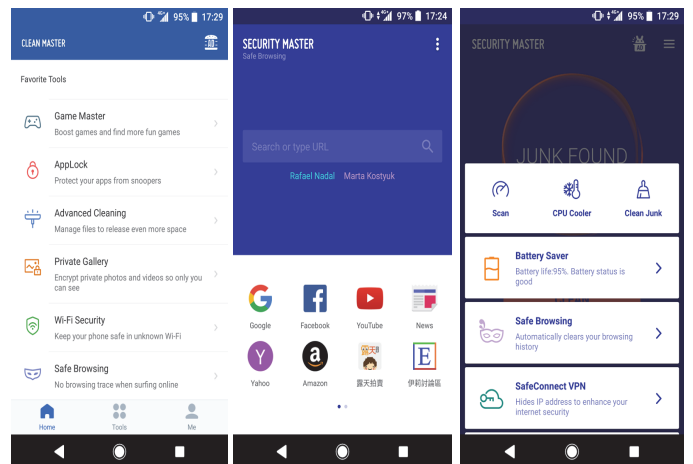 95% 17:29
CLEAN MASTER
AD
Favorite Tools
Game Master
Boost games and find more fun games
AppLock
Protect your apps from snoopers
Advanced Cleaning
Manage files to release even more space
Private Gallery
Encrypt private photos and videos so only you
can see
Wi-Fi Security
Keep your phone safe in unknown Wi-Fi
Safe Browsing
No browsing trace when surfing online
Home
Tools
Me
97% 17:24
SECURITY MASTER
Safe Browsing
Search or type URL
Rafael Nadal Marta Kostyuk
Google
Facebook
YouTube
News
Yahoo
Amazon
露天拍賣
伊莉討論區
95% 17:29
SECURITY MASTER
AD
JUNK FOUND
Scan
CPU Cooler
Clean Junk
Battery Saver
Battery life:95%. Battery status is
good
Safe Browsing
Automatically clears your browsing
history
SafeConnect VPN
Hides IP address to enhance your
internet security